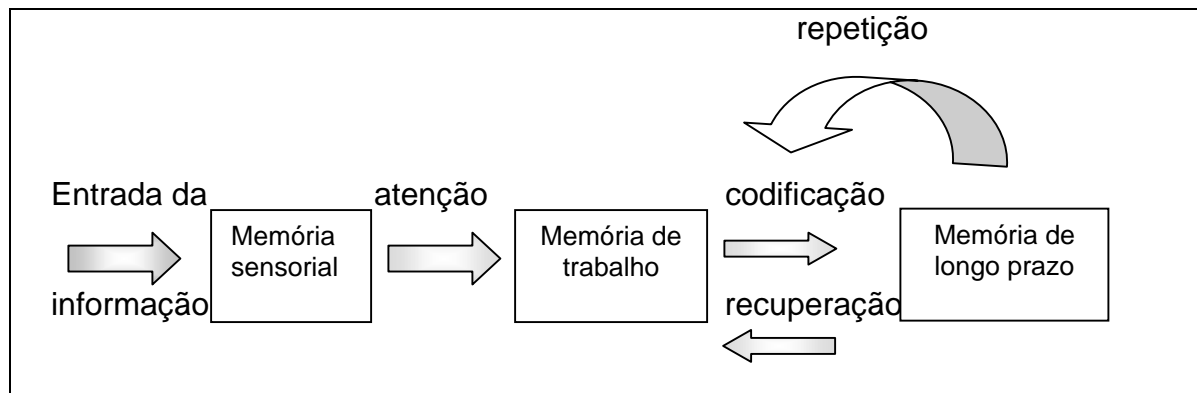 repetição
Entrada da
informação
Memória
sensorial
atenção
Memória de
trabalho
codificação
recuperação
Memória de
longo prazo